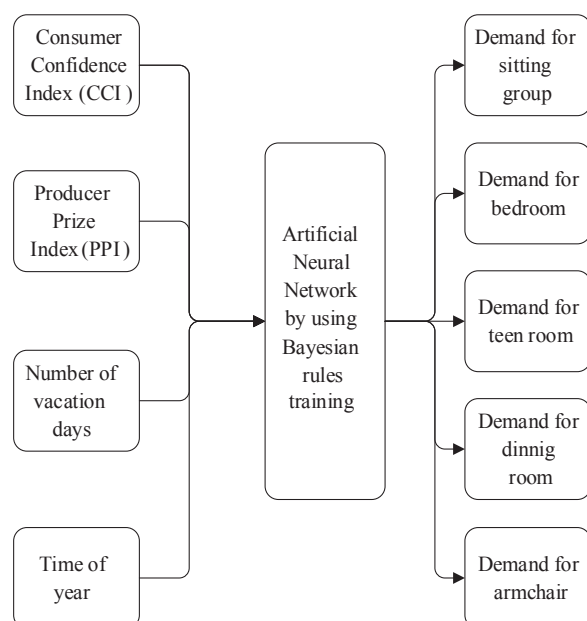 Consumer
Confidence
Index (CCI )
Producer
Prize
Index (PPI )
Number of
vacation
days
Time of
year
Artificial
Neural
Network
by using
Bayesian
rules
training
Demand for
sitting
group
Demand for
bedroom
Demand for
teen room
Demand for
dinnig
room
Demand for
armchair